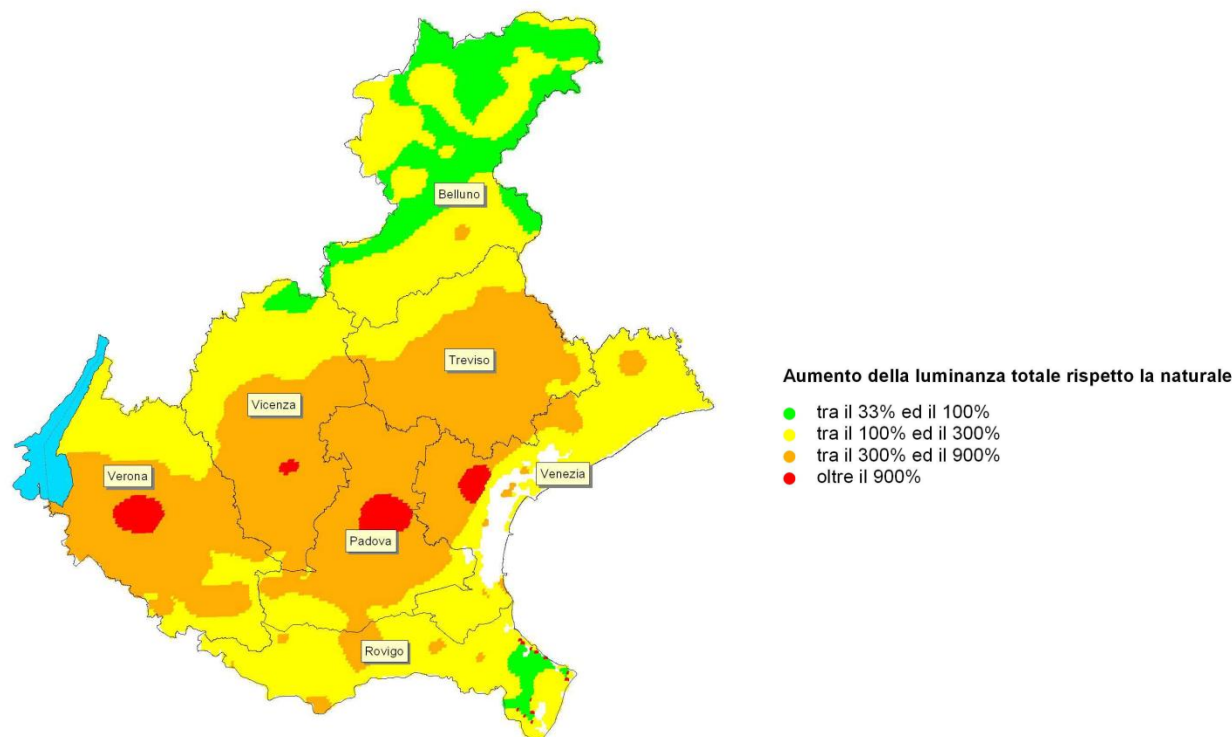 Belluno
Treviso
Vicenza
Verona
Venezia
Padova
Rovigo
Aumento della luminanza totale rispetto la naturale
tra il 33% ed il 100%
tra il 100% ed il 300%
tra il 300% ed il 900%
oltre il 900%